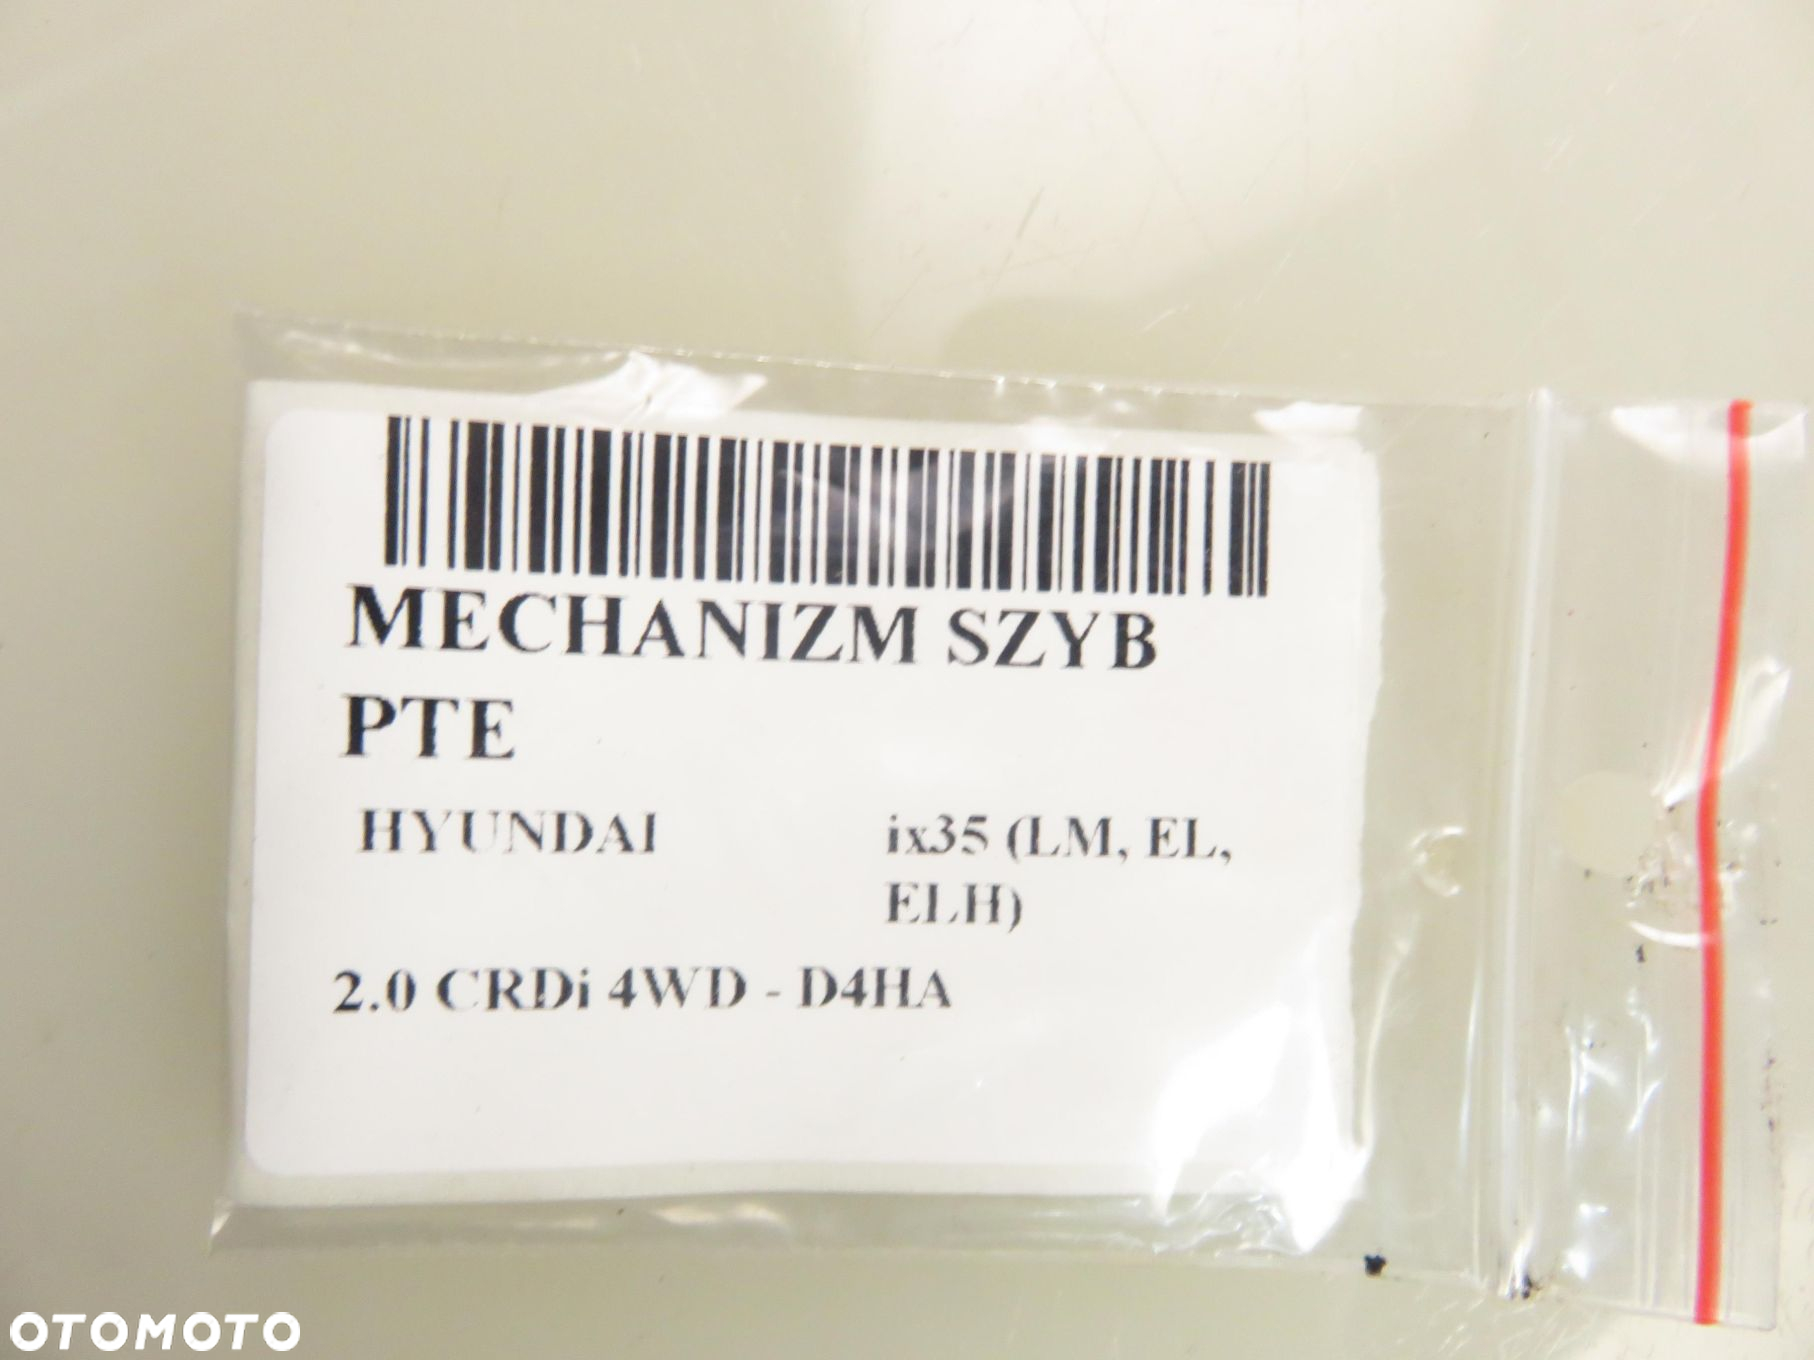 MECHANIZM SZYB
PTE
HYUNDAI ix35 (LM, EL,
ELH)
2.0 CRDi 4WD - D4HA
OTOMOTO